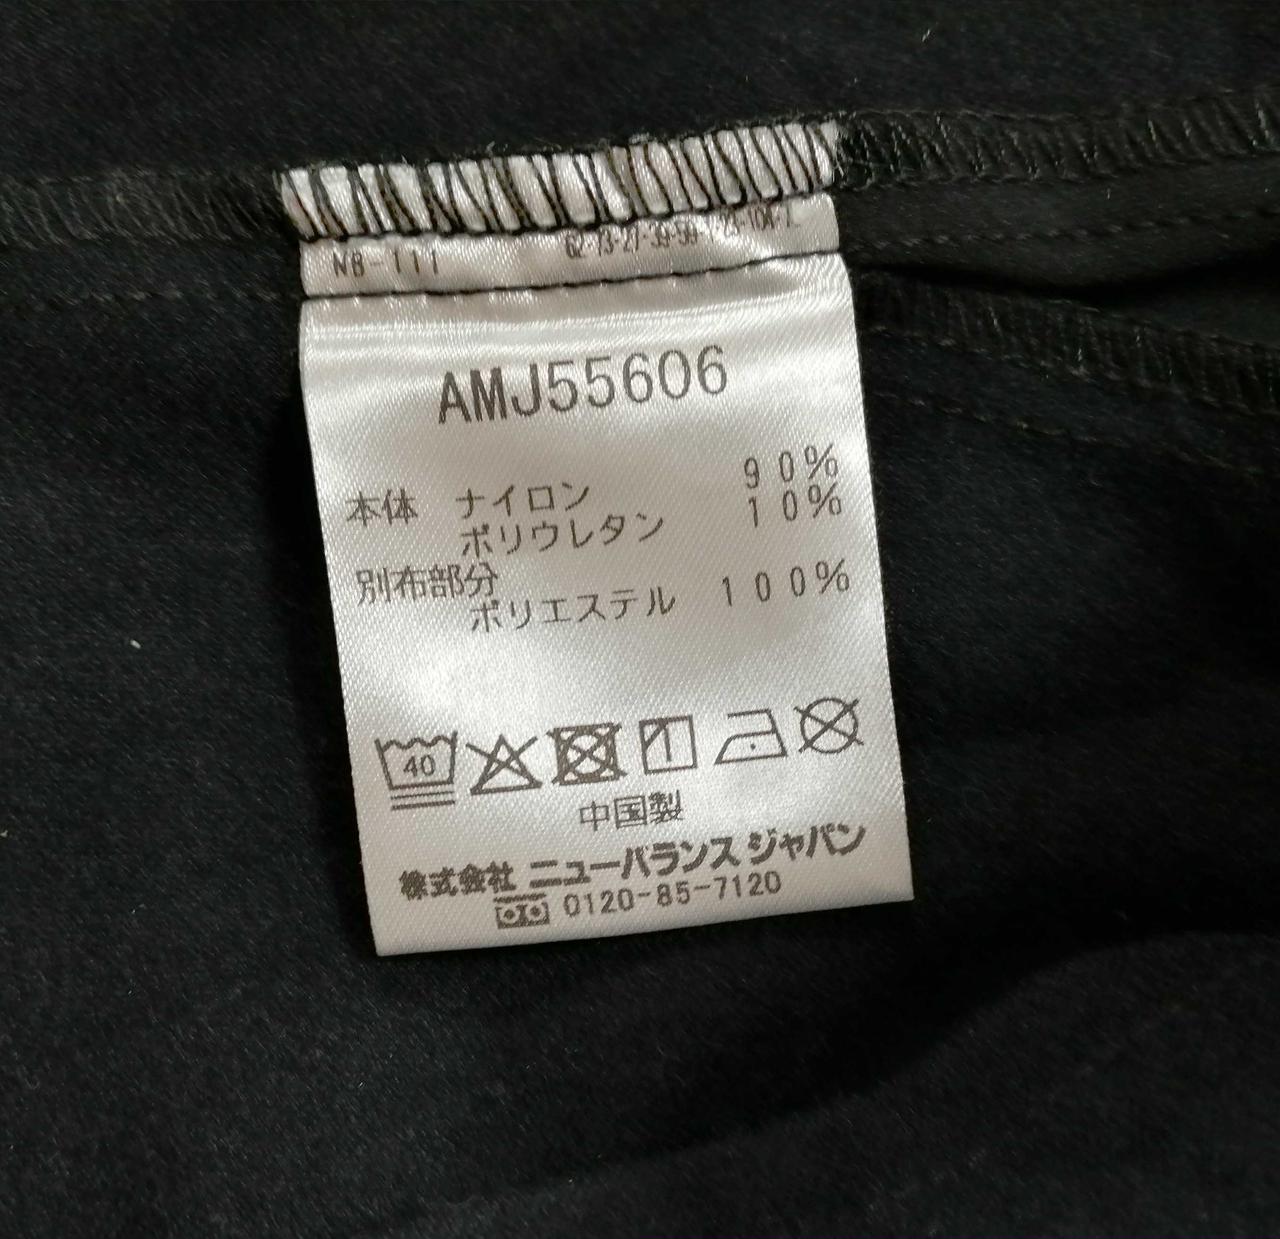 NB-111
AMJ55606
本体 ナイロン 90%
ポリウレタン 10%
別布部分
ポリエステル 100%
40
中国製
株式会社 ニューバランス ジャパン
0120-85-7120